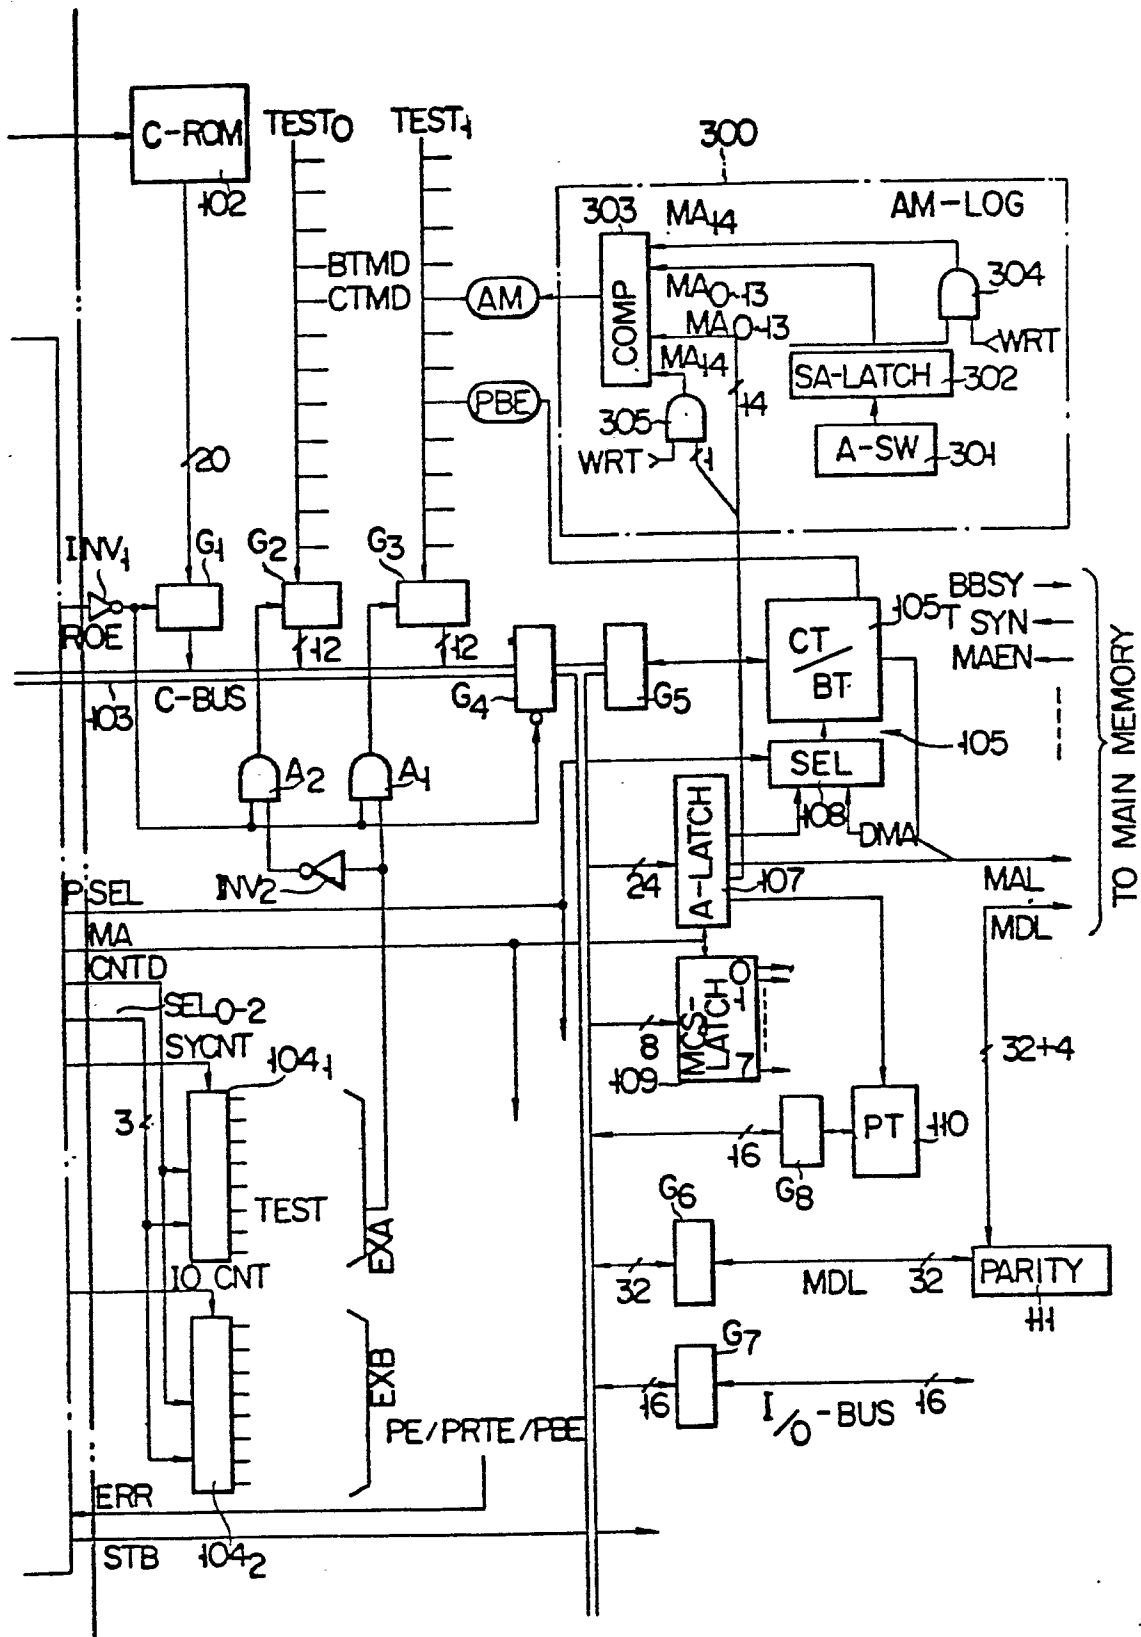 C-ROM
102
TEST0
TEST1
BTMD
CTMD
AM
PBE
300
AM-LOG
303
MA14
COMP
MA0-13
MA0-13
MA14
304
WRT
SA-LATCH
302
14
305
A-SW
301
WRT
1
20
INV1
G1
G2
G3
ROE
12
12
C-BUS
103
G4
G5
CT/BT
105T
BBSY
SYN
MAEN
TO MAIN MEMORY
105
SEL
108
DMA
A2
A1
INV2
24
A-LATCH
107
MAL
MDL
P SEL
MA
CNTD
SEL0-2
SYCNT
1041
3
TEST
EXA
8
MCS-LATCH
0
1
7
109
32+4
16
G8
PT
110
G6
32
MDL
32
PARITY
111
IO CNT
EXB
G7
16
I/O-BUS
16
PE/PRTE/PBE
ERR
STB
1042